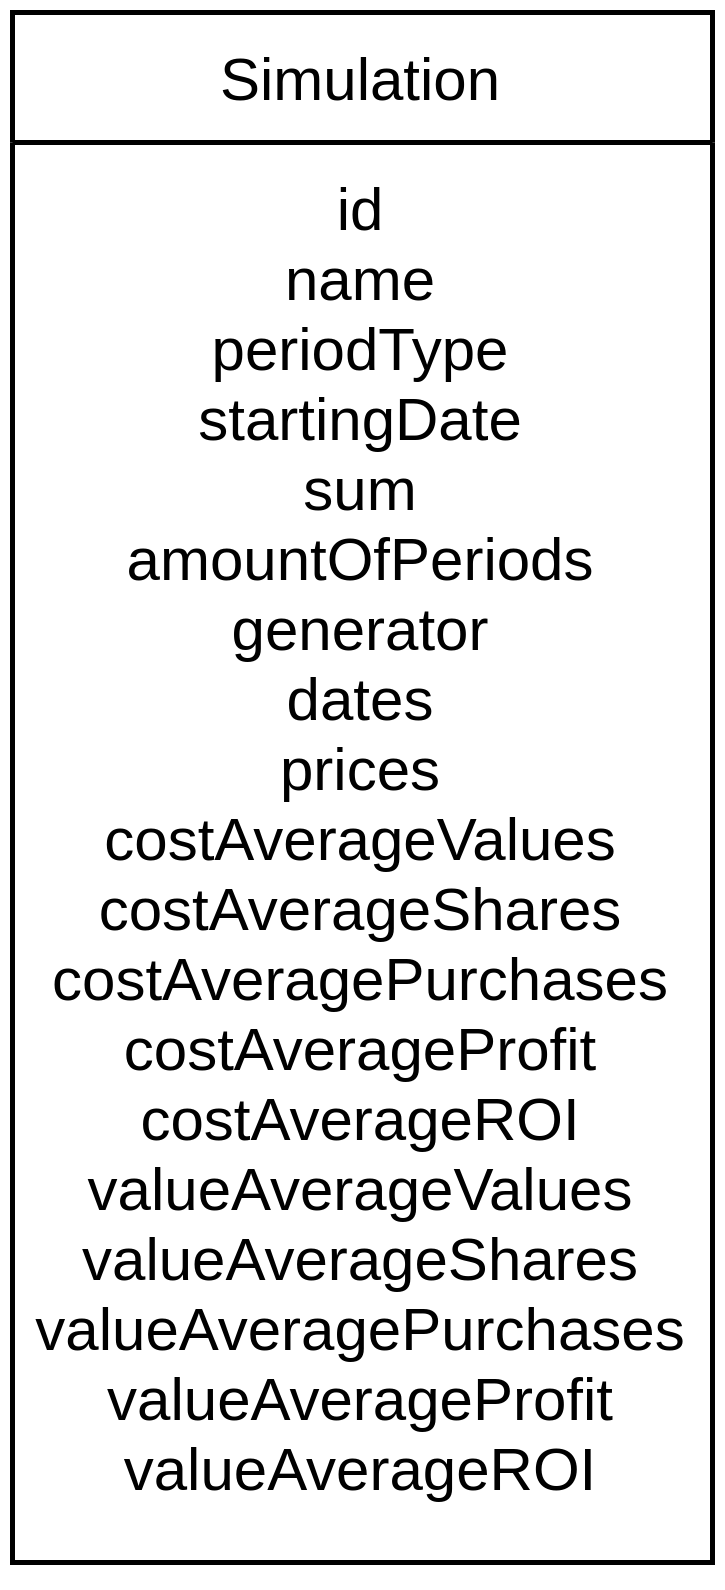 Simulation
id
name
periodType
startingDate
sum
amountOfPeriods
generator
dates
prices
costAverageValues
costAverageShares
costAveragePurchases
costAverageProfit
costAverageROI
valueAverageValues
valueAverageShares
valueAveragePurchases
valueAverageProfit
valueAverageROI